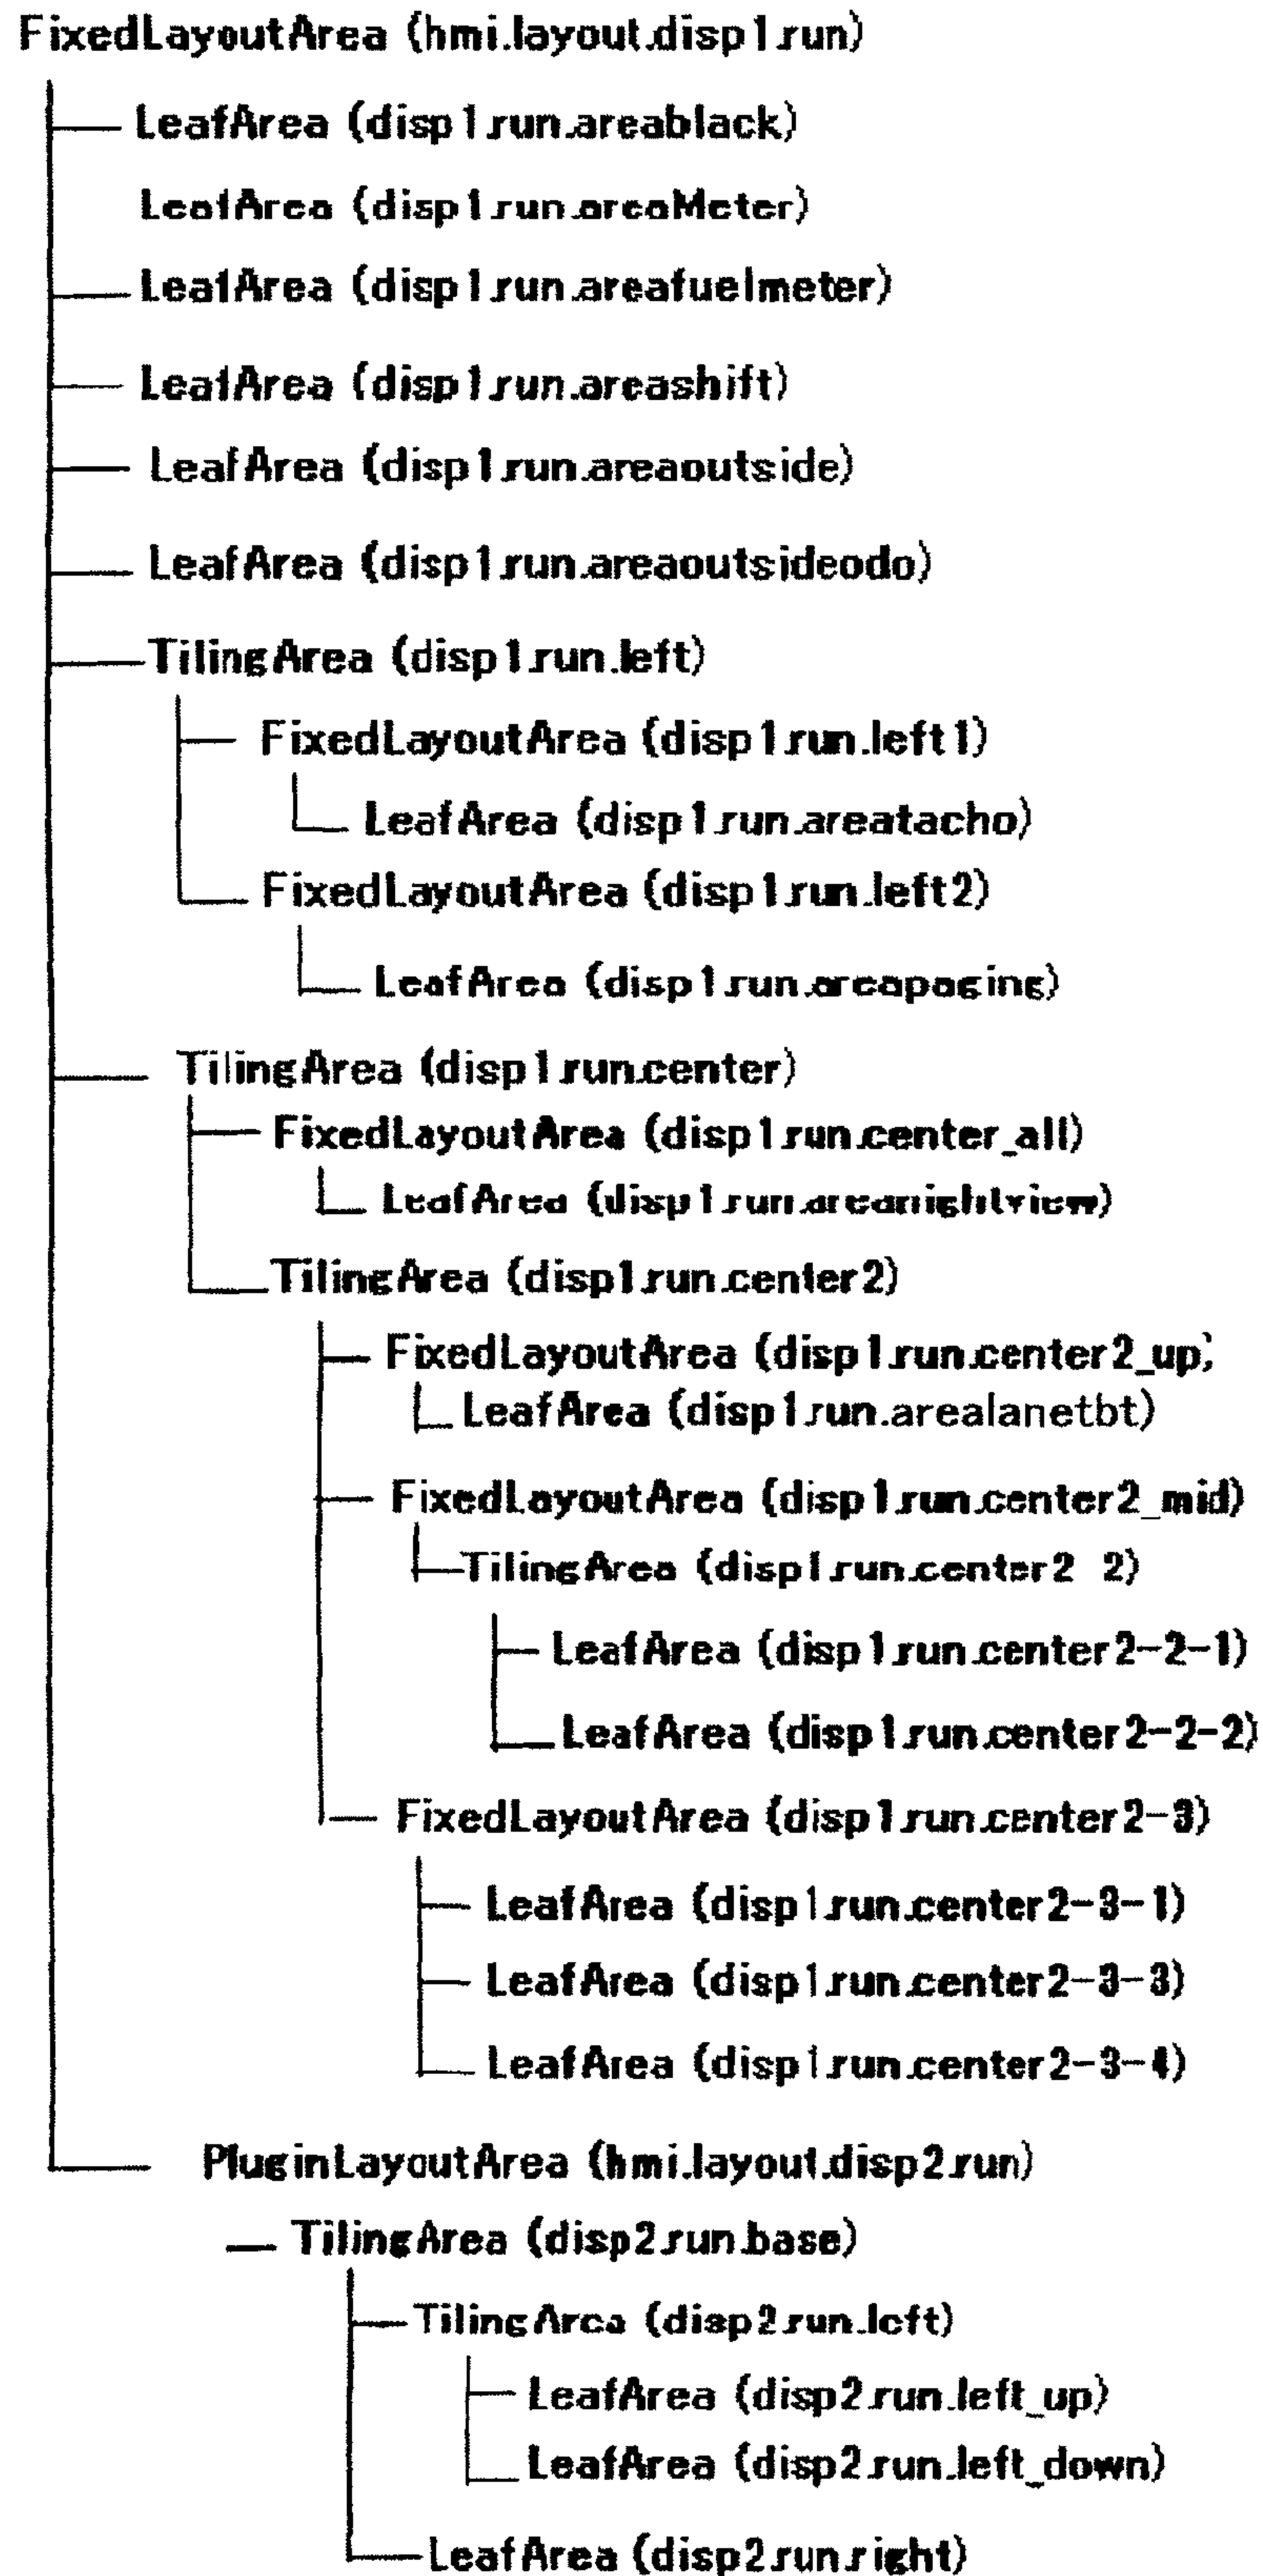 FixedLayoutArea (hmi.layout.disp1.run)
LeafArea (disp1.run.areablack)
LeafArea (disp1.run.areaMeter)
LeafArea (disp1.run.areafuelmeter)
LeafArea (disp1.run.areashift)
LeafArea (disp1.run.areaoutside)
LeafArea (disp1.run.areaoutsideodo)
TilingArea (disp1.run.left)
FixedLayoutArea (disp1.run.left1)
LeafArea (disp1.run.areatacho)
FixedLayoutArea (disp1.run.left2)
LeafArea (disp1.run.areapaging)
TilingArea (disp1.run.center)
FixedLayoutArea (disp1.run.center_all)
LeafArea (disp1.run.areanightview)
TilingArea (disp1.run.center2)
FixedLayoutArea (disp1.run.center2_up)
LeafArea (disp1.run.arealanetbt)
FixedLayoutArea (disp1.run.center2_mid)
TilingArea (disp1.run.center2 2)
LeafArea (disp1.run.center2-2-1)
LeafArea (disp1.run.center2-2-2)
FixedLayoutArea (disp1.run.center2-3)
LeafArea (disp1.run.center2-3-1)
LeafArea (disp1.run.center2-3-3)
LeafArea (disp1.run.center2-3-4)
PluginLayoutArea (hmi.layout.disp2.run)
TilingArea (disp2.run.base)
TilingArea (disp2.run.left)
LeafArea (disp2.run.left_up)
LeafArea (disp2.run.left_down)
LeafArea (disp2.run.right)